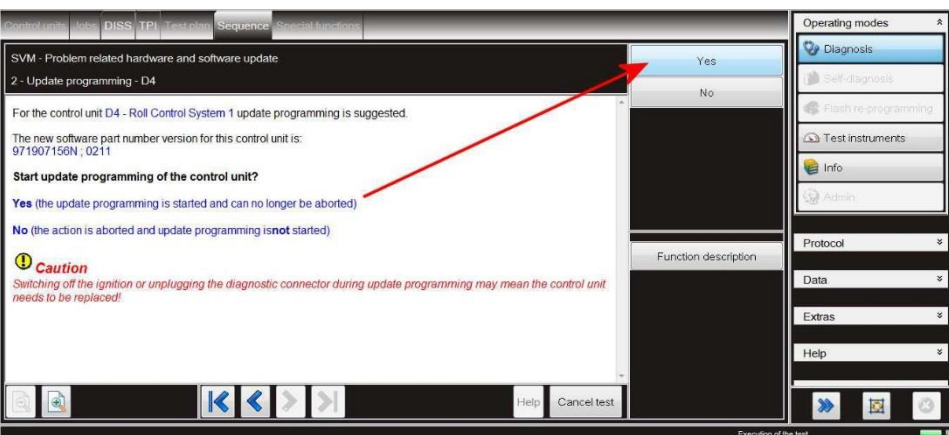 Control units Jobs DISS TPI Test plan Sequence Special functions
SVM - Problem related hardware and software update
2 - Update programming - D4
For the control unit D4 - Roll Control System 1 update programming is suggested.
The new software part number version for this control unit is:
971907156N ; 0211
Start update programming of the control unit?
Yes (the update programming is started and can no longer be aborted)
No (the action is aborted and update programming isnot started)
Caution
Switching off the ignition or unplugging the diagnostic connector during update programming may mean the control unit
needs to be replaced!
Help
Cancel test
Yes
No
Function description
Operating modes
Diagnosis
Self-diagnosis
Flash re-programming
Test instruments
Info
Admin
Protocol
Data
Extras
Help
Execution of the test